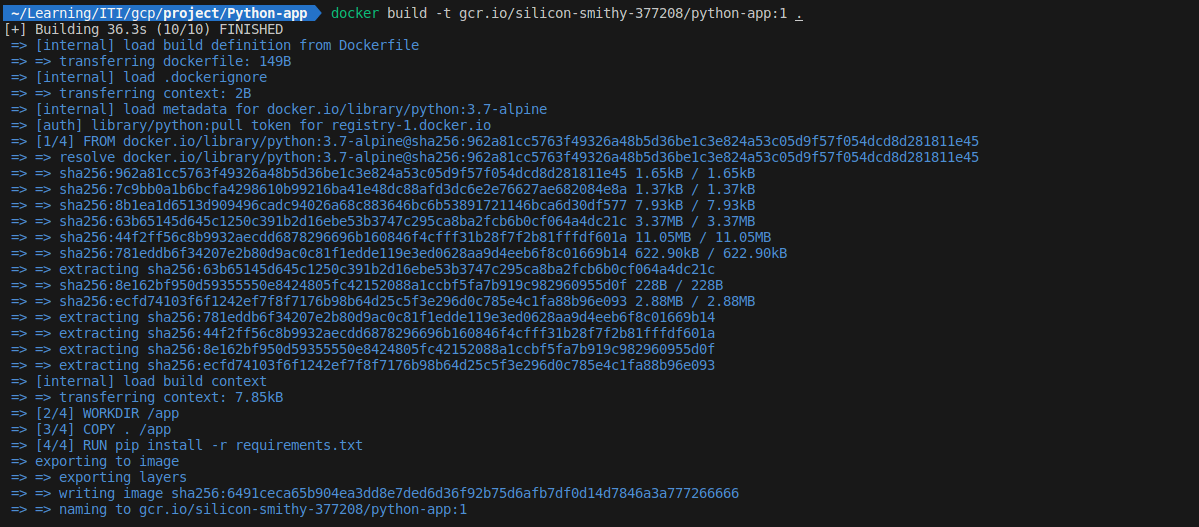 ~/Learning/ITI/gcp/project/Python-app docker build -t gcr.io/silicon-smithy-377208/python-app:1 .
[+] Building 36.3s (10/10) FINISHED
=> [internal] load build definition from Dockerfile
=> => transferring dockerfile: 149B
=> [internal] load .dockerignore
=> => transferring context: 2B
=> [internal] load metadata for docker.io/library/python:3.7-alpine
=> [auth] library/python:pull token for registry-1.docker.io
=> [1/4] FROM docker.io/library/python:3.7-alpine@sha256:962a81cc5763f49326a48b5d36be1c3e824a53c05d9f57f054dcd8d281811e45
=> => resolve docker.io/library/python:3.7-alpine@sha256:962a81cc5763f49326a48b5d36be1c3e824a53c05d9f57f054dcd8d281811e45
=> => sha256:962a81cc5763f49326a48b5d36be1c3e824a53c05d9f57f054dcd8d281811e45 1.65kB / 1.65kB
=> => sha256:7c9bb0a1b6bcfa4298610b99216ba41e48dc88afd3dc6e2e76627ae682084e8a 1.37kB / 1.37kB
=> => sha256:8b1ea1d6513d909496cadc94026a68c883646bc6b53891721146bca6d30df577 7.93kB / 7.93kB
=> => sha256:63b65145d645c1250c391b2d16ebe53b3747c295ca8ba2fcb6b0cf064a4dc21c 3.37MB / 3.37MB
=> => sha256:44f2ff56c8b9932aecdd6878296696b160846f4cfff31b28f7f2b81fffdf601a 11.05MB / 11.05MB
=> => sha256:781eddb6f34207e2b80d9ac0c81f1edde119e3ed0628aa9d4eeb6f8c01669b14 622.90kB / 622.90kB
=> => extracting sha256:63b65145d645c1250c391b2d16ebe53b3747c295ca8ba2fcb6b0cf064a4dc21c
=> => sha256:8e162bf950d59355550e8424805fc42152088a1ccbf5fa7b919c982960955d0f 228B / 228B
=> => sha256:ecfd74103f6f1242ef7f8f7176b98b64d25c5f3e296d0c785e4c1fa88b96e093 2.88MB / 2.88MB
=> => extracting sha256:781eddb6f34207e2b80d9ac0c81f1edde119e3ed0628aa9d4eeb6f8c01669b14
=> => extracting sha256:44f2ff56c8b9932aecdd6878296696b160846f4cfff31b28f7f2b81fffdf601a
=> => extracting sha256:8e162bf950d59355550e8424805fc42152088a1ccbf5fa7b919c982960955d0f
=> => extracting sha256:ecfd74103f6f1242ef7f8f7176b98b64d25c5f3e296d0c785e4c1fa88b96e093
=> [internal] load build context
=> => transferring context: 7.85kB
=> [2/4] WORKDIR /app
=> [3/4] COPY . /app
=> [4/4] RUN pip install -r requirements.txt
=> exporting to image
=> => exporting layers
=> => writing image sha256:6491ceca65b904ea3dd8e7ded6d36f92b75d6afb7df0d14d7846a3a777266666
=> => naming to gcr.io/silicon-smithy-377208/python-app:1